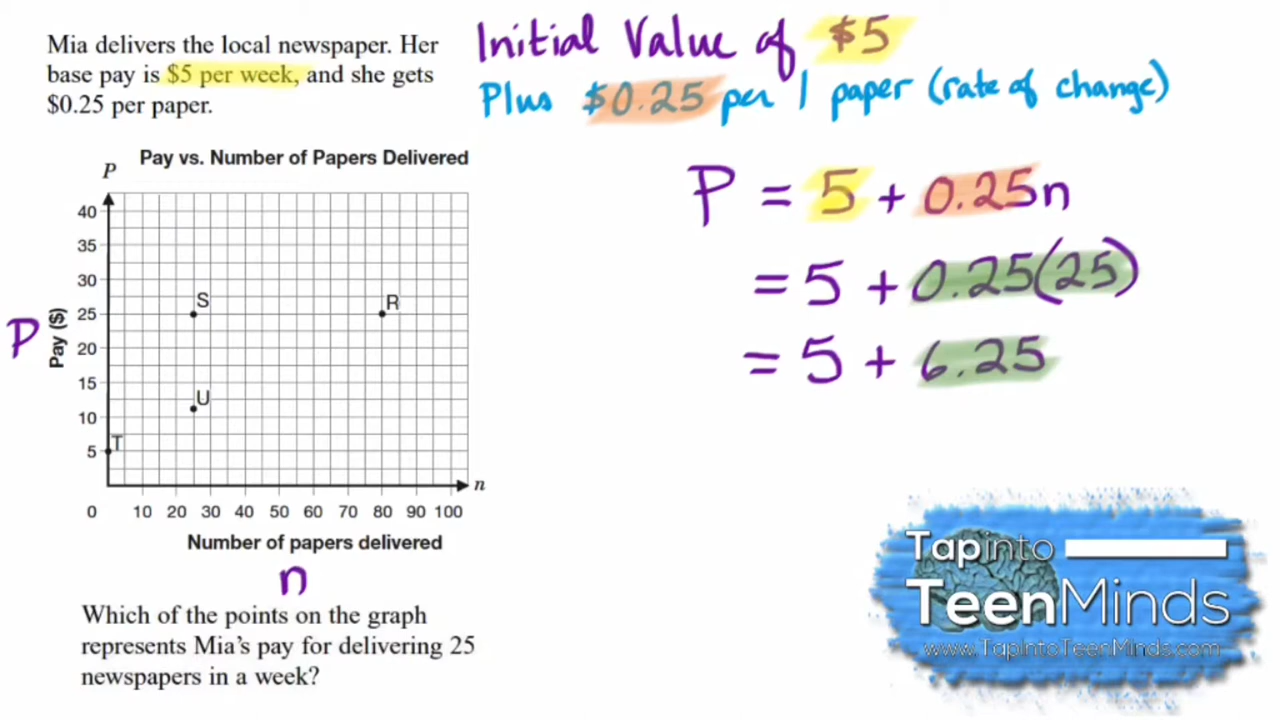 Mia delivers the local newspaper. Her
base pay is $5 per week, and she gets
$0.25 per paper.
Initial Value of $5
Plus $0.25 per 1 paper (rate of change)
P = 5 + 0.25n
= 5 + 0.25(25)
= 5 + 6.25
Pay vs. Number of Papers Delivered
P
40
35
30
25
20
15
10
5
0
P
Pay ($)
S
R
U
T
n
10 20 30 40 50 60 70 80 90 100
Number of papers delivered
n
Which of the points on the graph
represents Mia's pay for delivering 25
newspapers in a week?
Tap into
TeenMinds
www.TapIntoTeenMinds.com